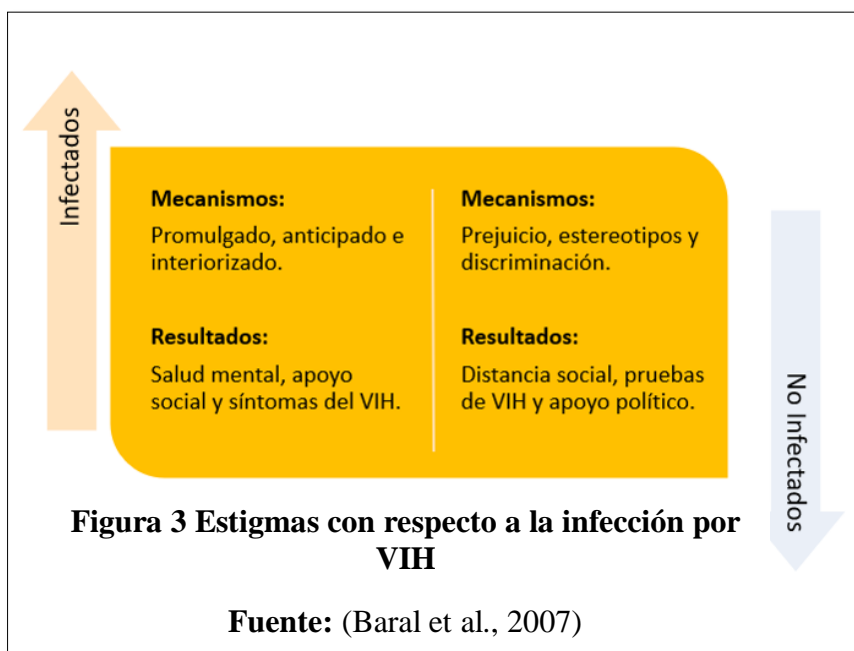 Infectados
Mecanismos:
Promulgado, anticipado e
interiorizado.
Resultados:
Salud mental, apoyo
social y síntomas del VIH.
Mecanismos:
Prejuicio, estereotipos y
discriminación.
Resultados:
Distancia social, pruebas
de VIH y apoyo político.
No Infectados
Figura 3 Estigmas con respecto a la infección por
VIH
Fuente: (Baral et al., 2007)